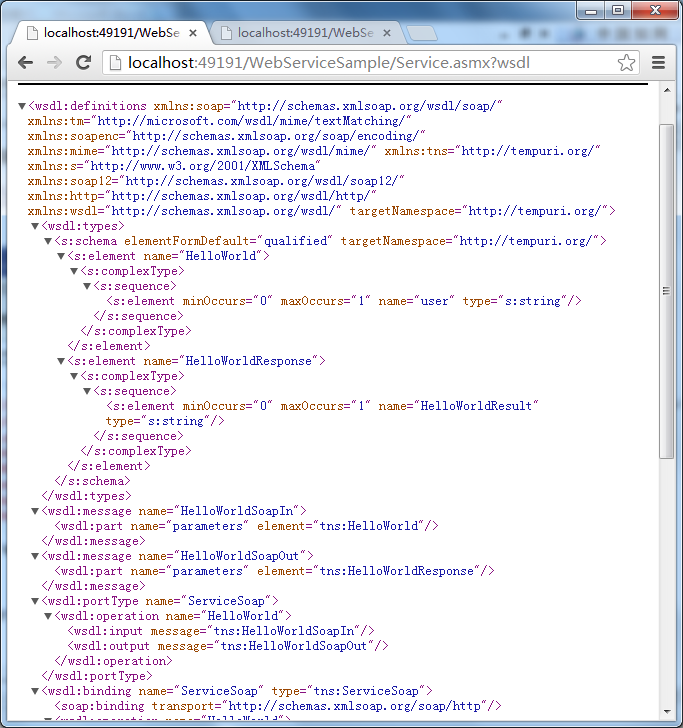 localhost:49191/WebSe
localhost:49191/WebSe
localhost:49191/WebServiceSample/Service.asmx?wsdl
<wsdl:definitions xmlns:soap="http://schemas.xmlsoap.org/wsdl/soap/"
xmlns:tm="http://microsoft.com/wsdl/mime/textMatching/"
xmlns:soapenc="http://schemas.xmlsoap.org/soap/encoding/"
xmlns:mime="http://schemas.xmlsoap.org/wsdl/mime/" xmlns:tns="http://tempuri.org/"
xmlns:s="http://www.w3.org/2001/XMLSchema"
xmlns:soap12="http://schemas.xmlsoap.org/wsdl/soap12/"
xmlns:http="http://schemas.xmlsoap.org/wsdl/http/"
xmlns:wsdl="http://schemas.xmlsoap.org/wsdl/" targetNamespace="http://tempuri.org/">
<wsdl:types>
<s:schema elementFormDefault="qualified" targetNamespace="http://tempuri.org/">
<s:element name="HelloWorld">
<s:complexType>
<s:sequence>
<s:element minOccurs="0" maxOccurs="1" name="user" type="s:string"/>
</s:sequence>
</s:complexType>
</s:element>
<s:element name="HelloWorldResponse">
<s:complexType>
<s:sequence>
<s:element minOccurs="0" maxOccurs="1" name="HelloWorldResult"
type="s:string"/>
</s:sequence>
</s:complexType>
</s:element>
</s:schema>
</wsdl:types>
<wsdl:message name="HelloWorldSoapIn">
<wsdl:part name="parameters" element="tns:HelloWorld"/>
</wsdl:message>
<wsdl:message name="HelloWorldSoapOut">
<wsdl:part name="parameters" element="tns:HelloWorldResponse"/>
</wsdl:message>
<wsdl:portType name="ServiceSoap">
<wsdl:operation name="HelloWorld">
<wsdl:input message="tns:HelloWorldSoapIn"/>
<wsdl:output message="tns:HelloWorldSoapOut"/>
</wsdl:operation>
</wsdl:portType>
<wsdl:binding name="ServiceSoap" type="tns:ServiceSoap">
<soap:binding transport="http://schemas.xmlsoap.org/soap/http"/>